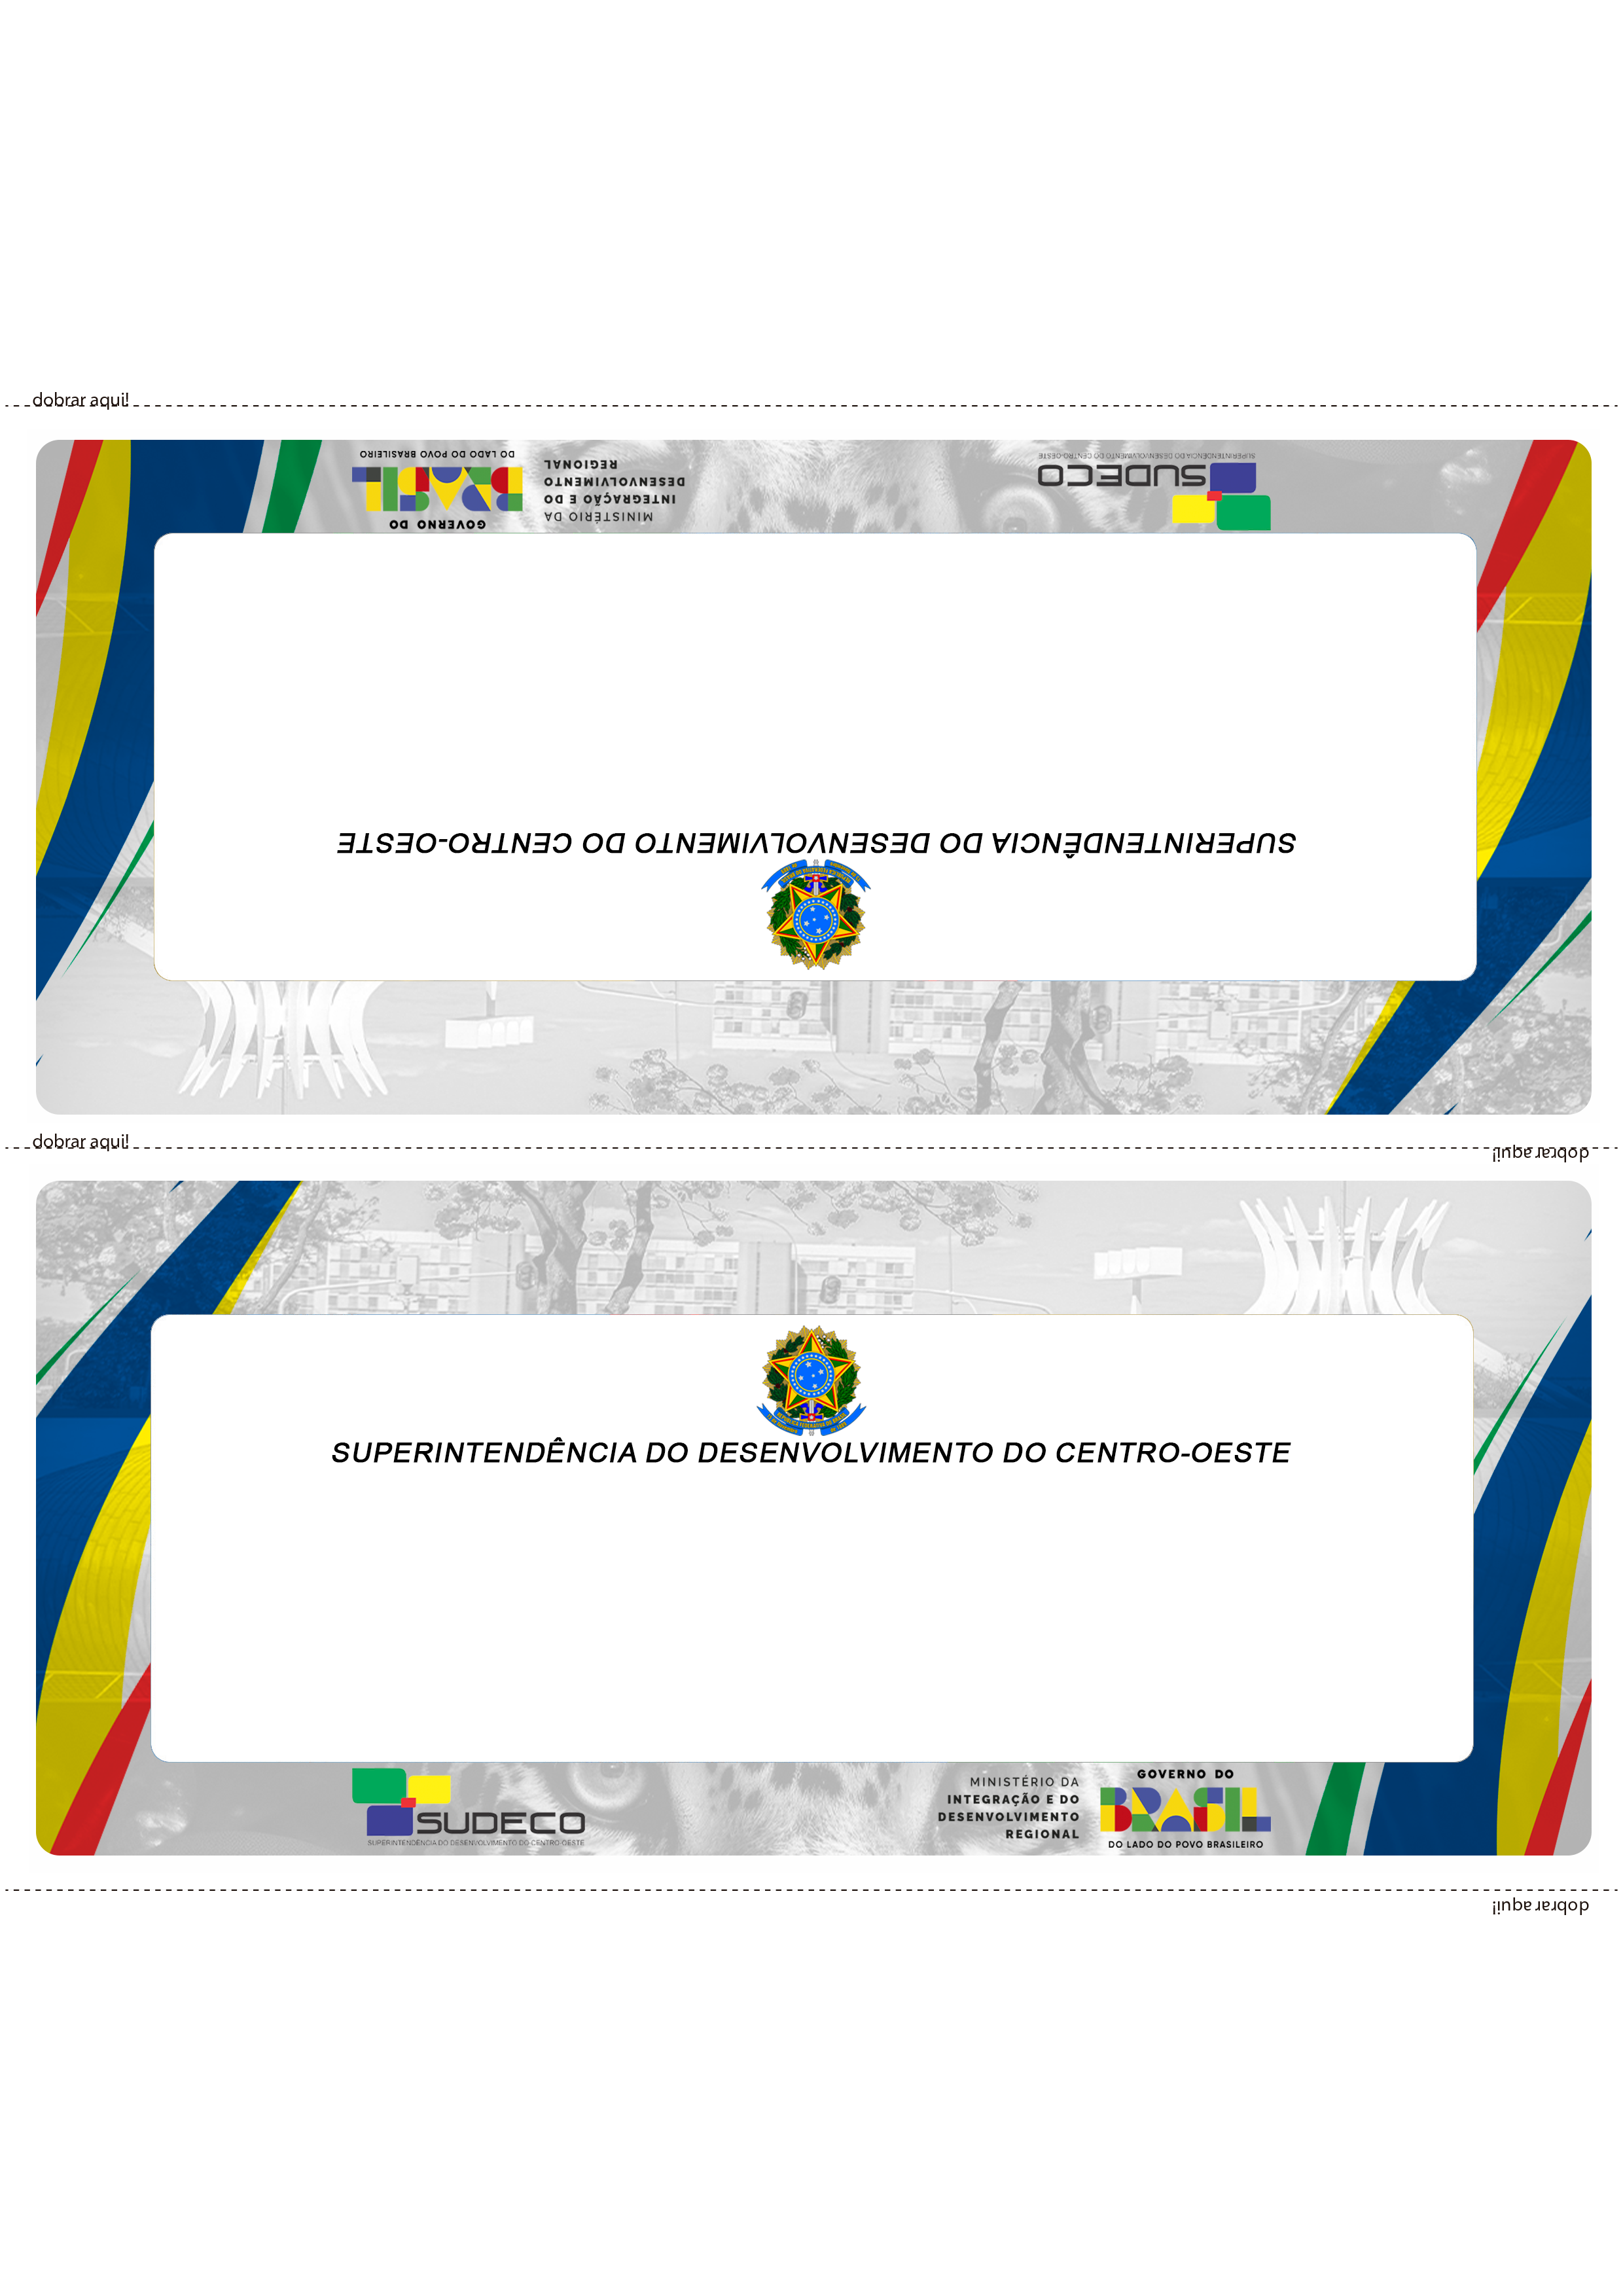 dobrar aqui!
DO LADO DO POVO BRASILEIRO
BRASIL
GOVERNO DO
REGIONAL
DESENVOLVIMENTO
INTEGRAÇÃO E DO
MINISTÉRIO DA
SUPERINTENDÊNCIA DO DESENVOLVIMENTO DO CENTRO-OESTE
SUDECO
SUPERINTENDÊNCIA DO DESENVOLVIMENTO DO CENTRO-OESTE
dobrar aqui!
dobrar aqui!
SUPERINTENDÊNCIA DO DESENVOLVIMENTO DO CENTRO-OESTE
SUDECO
SUPERINTENDÊNCIA DO DESENVOLVIMENTO DO CENTRO-OESTE
MINISTÉRIO DA
INTEGRAÇÃO E DO
DESENVOLVIMENTO
REGIONAL
GOVERNO DO
BRASIL
DO LADO DO POVO BRASILEIRO
dobrar aqui!